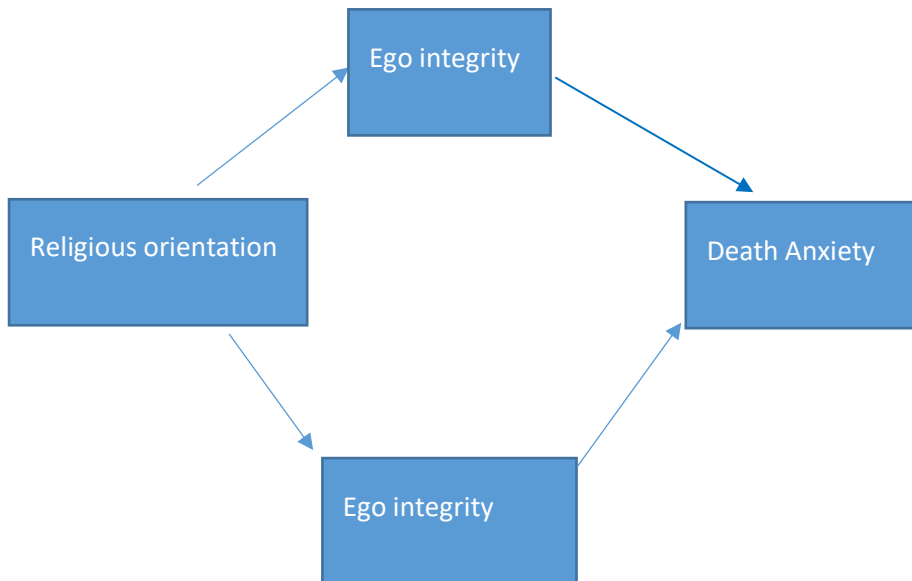 Ego integrity
Religious orientation
Death Anxiety
Ego integrity